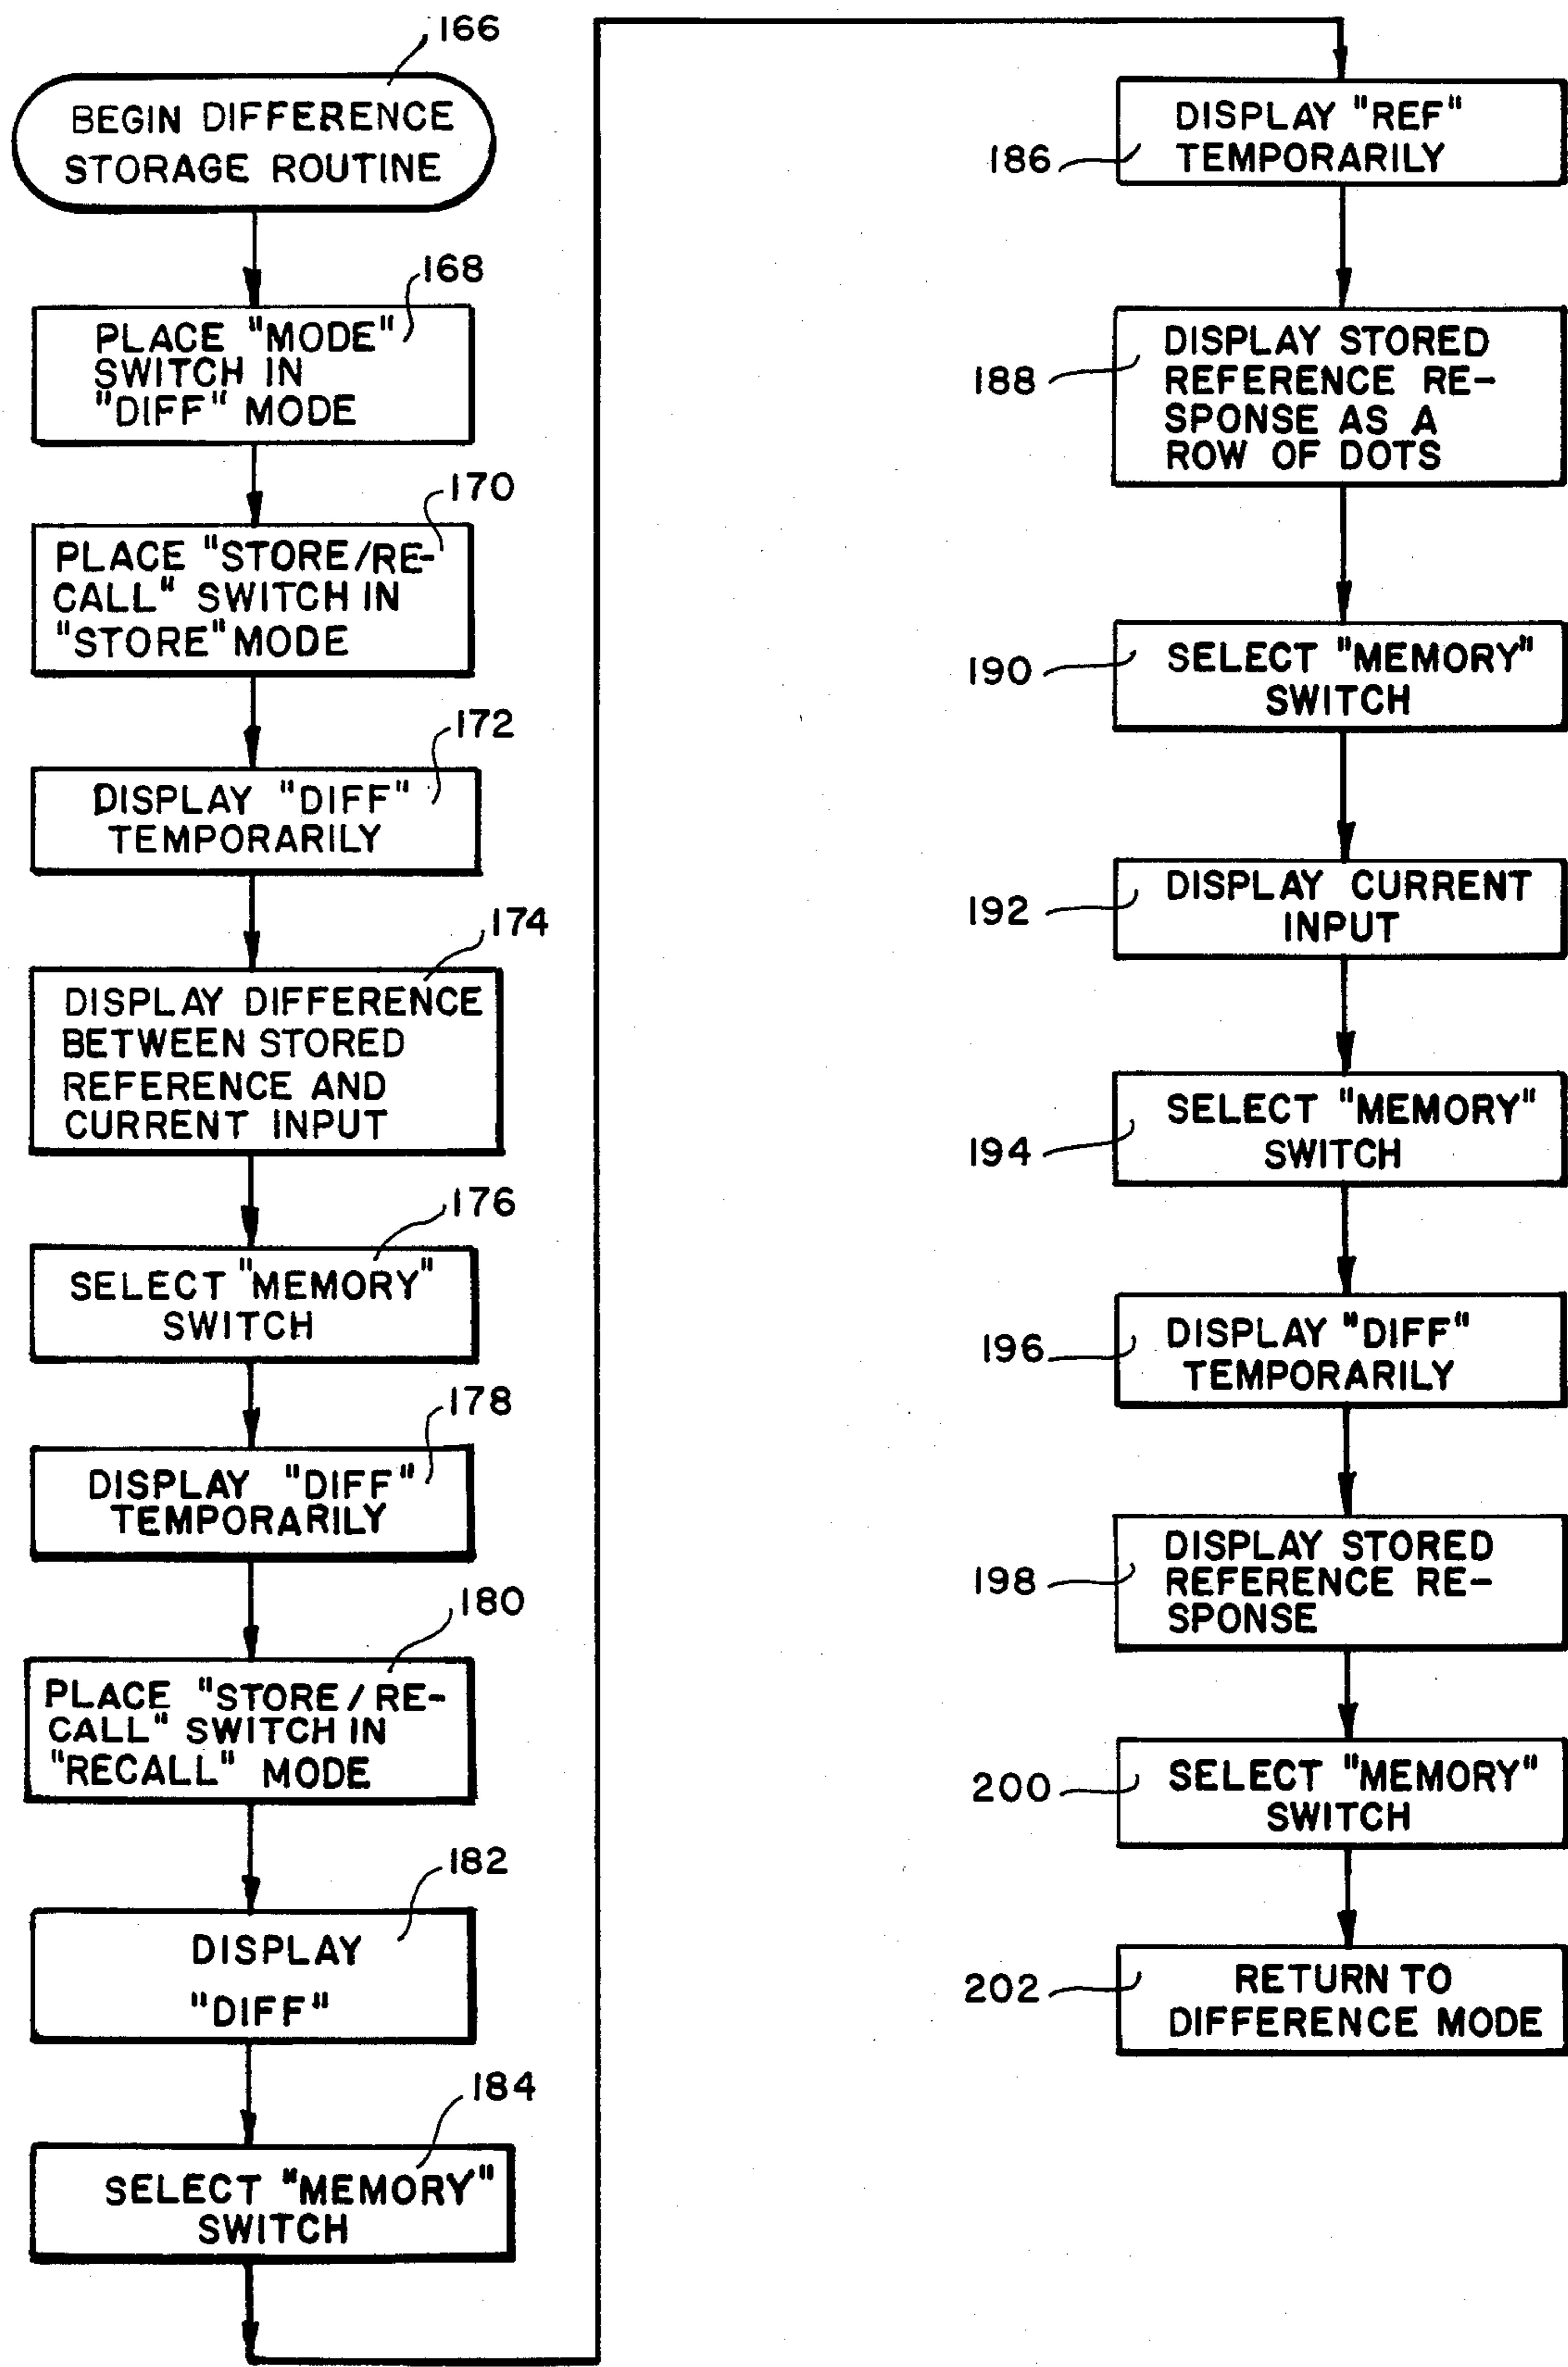 166
BEGIN DIFFERENCE
STORAGE ROUTINE
168
PLACE "MODE"
SWITCH IN
"DIFF" MODE
170
PLACE "STORE/RE-
CALL" SWITCH IN
"STORE" MODE
172
DISPLAY "DIFF"
TEMPORARILY
174
DISPLAY DIFFERENCE
BETWEEN STORED
REFERENCE AND
CURRENT INPUT
176
SELECT "MEMORY"
SWITCH
178
DISPLAY "DIFF"
TEMPORARILY
180
PLACE "STORE/RE-
CALL" SWITCH IN
"RECALL" MODE
182
DISPLAY
"DIFF"
184
SELECT "MEMORY"
SWITCH
186
DISPLAY "REF"
TEMPORARILY
188
DISPLAY STORED
REFERENCE RE-
SPONSE AS A
ROW OF DOTS
190
SELECT "MEMORY"
SWITCH
192
DISPLAY CURRENT
INPUT
194
SELECT "MEMORY"
SWITCH
196
DISPLAY "DIFF"
TEMPORARILY
198
DISPLAY STORED
REFERENCE RE-
SPONSE
200
SELECT "MEMORY"
SWITCH
202
RETURN TO
DIFFERENCE MODE